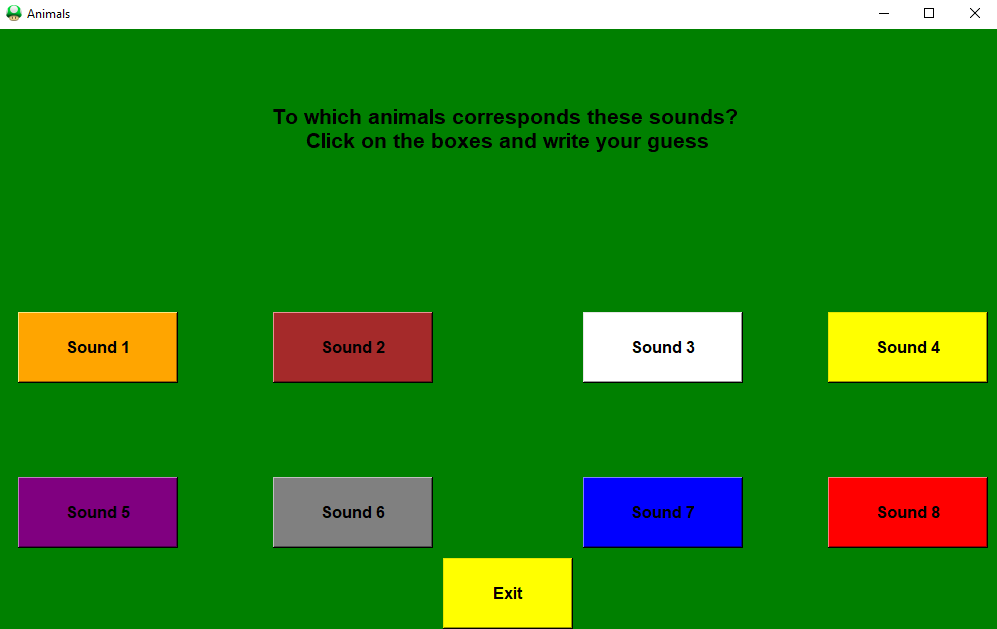 Animals
To which animals corresponds these sounds?
Click on the boxes and write your guess
Sound 1
Sound 2
Sound 3
Sound 4
Sound 5
Sound 6
Sound 7
Sound 8
Exit